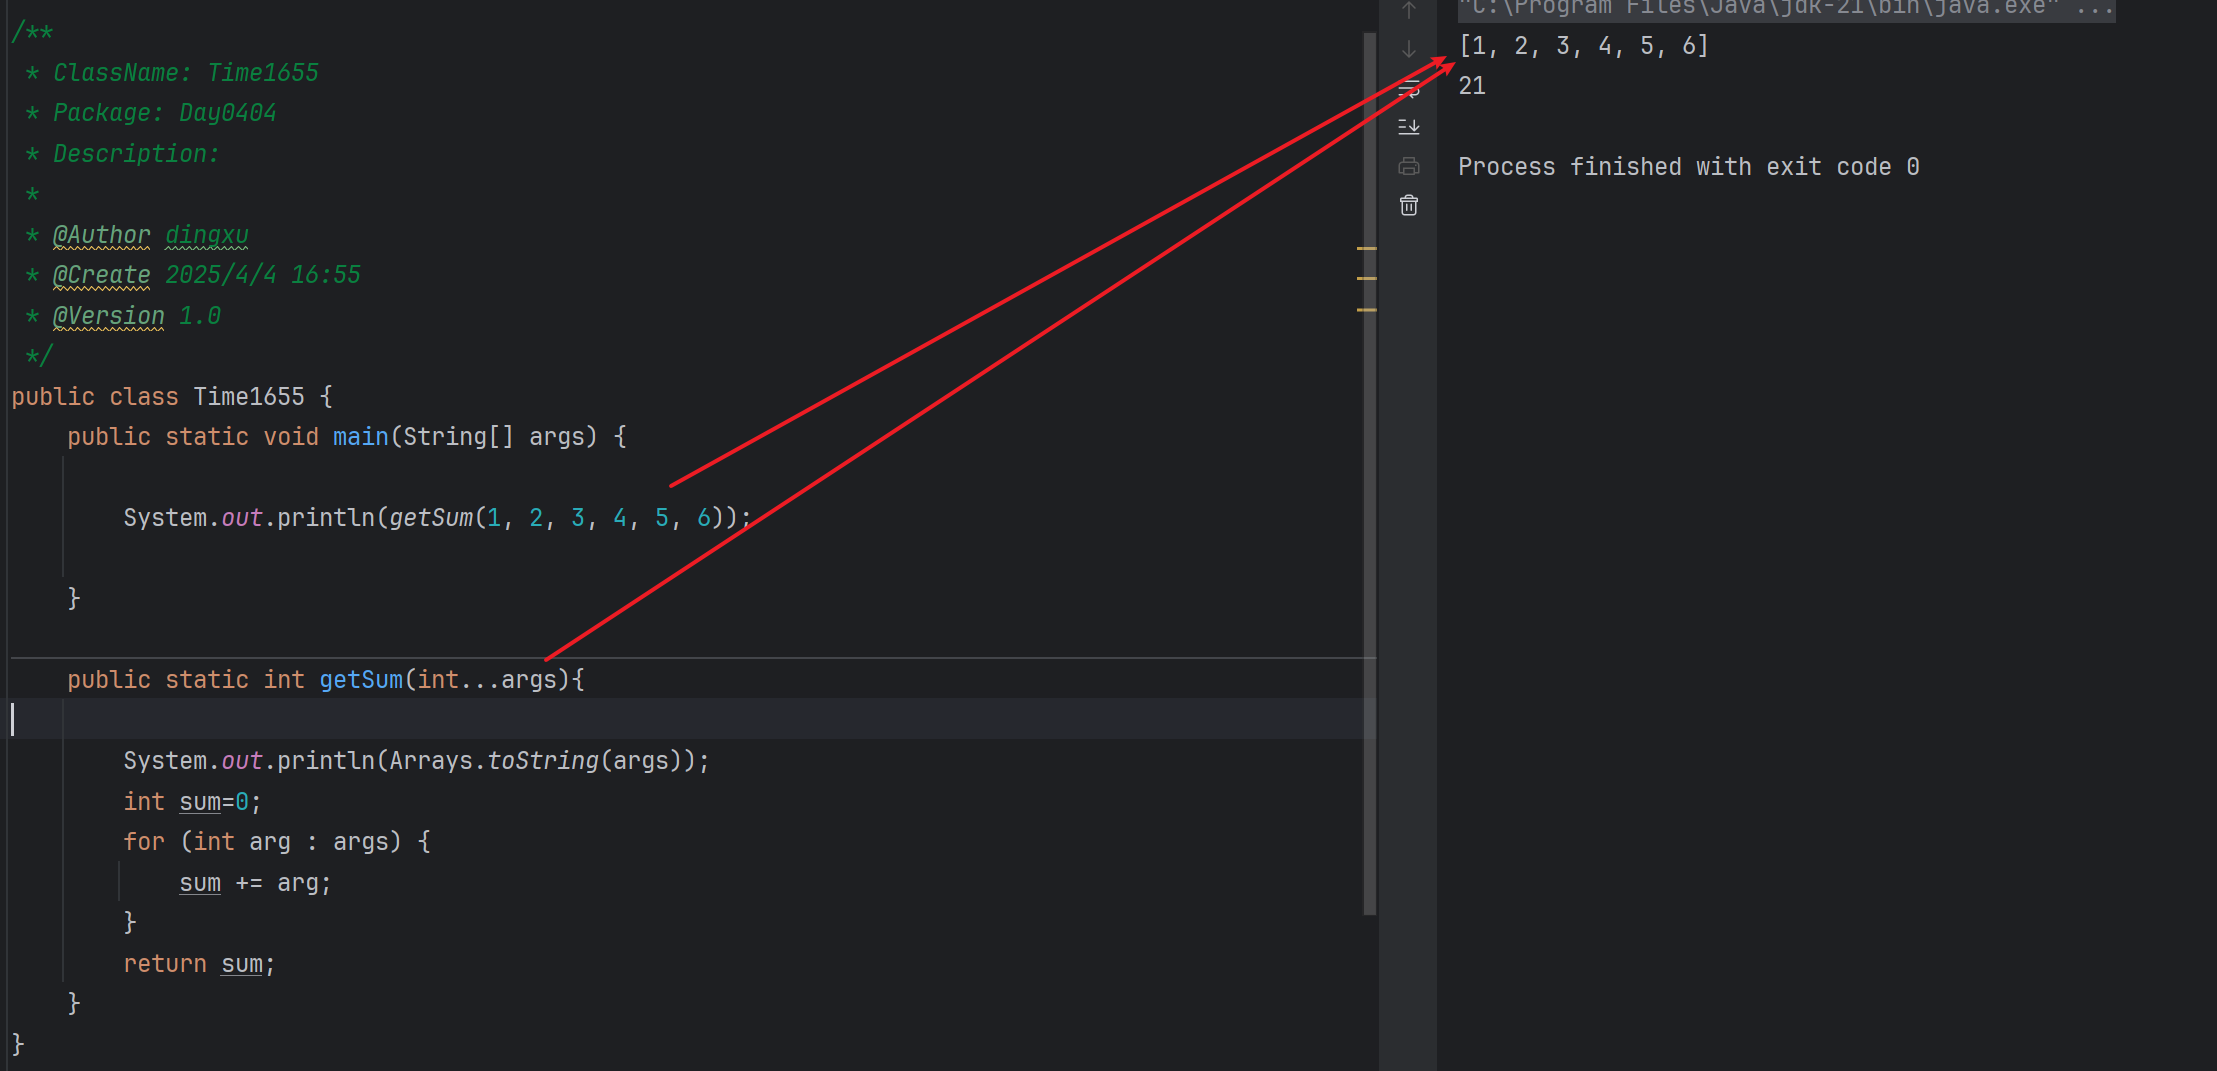 /**
 * ClassName: Time1655
 * Package: Day0404
 * Description:
 *
 * @Author dingxu
 * @Create 2025/4/4 16:55
 * @Version 1.0
 */
public class Time1655 {
    public static void main(String[] args) {

        System.out.println(getSum(1, 2, 3, 4, 5, 6));

    }

    public static int getSum(int...args){

        System.out.println(Arrays.toString(args));
        int sum=0;
        for (int arg : args) {
            sum += arg;
        }
        return sum;
    }
}
"C:\Program Files\Java\jdk-21\bin\java.exe" ...
[1, 2, 3, 4, 5, 6]
21

Process finished with exit code 0